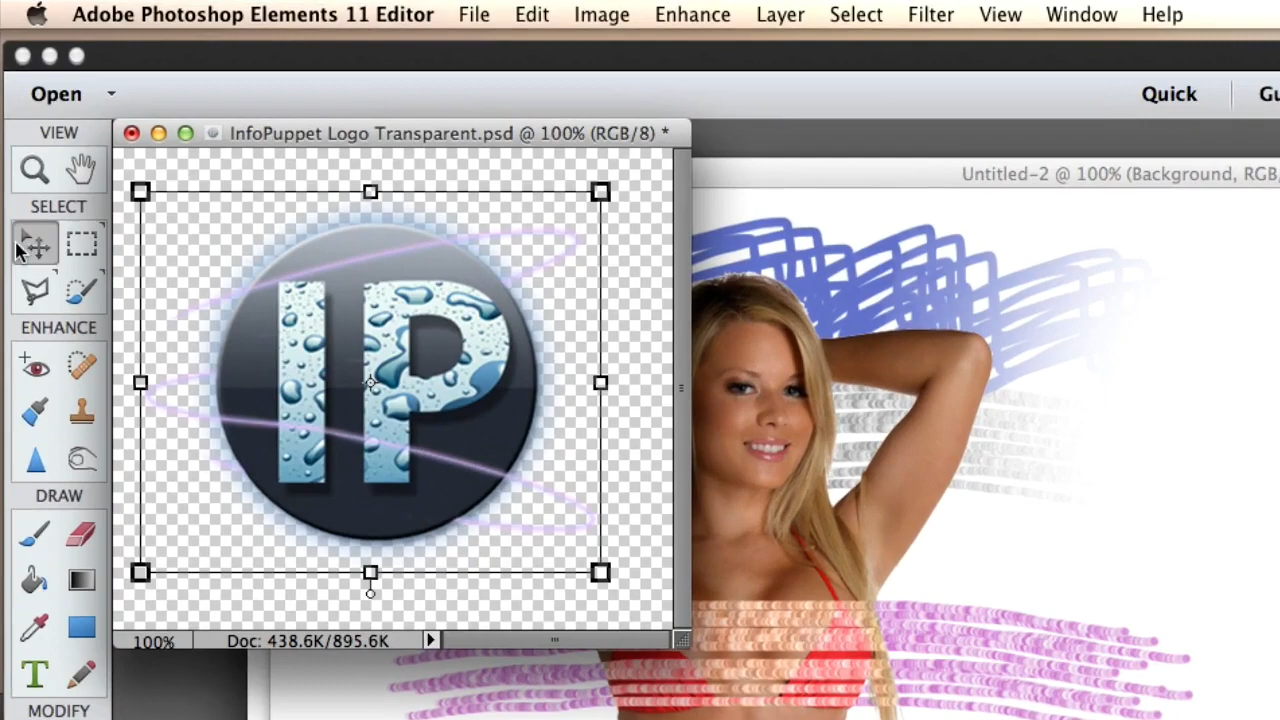 Adobe Photoshop Elements 11 Editor File Edit Image Enhance Layer Select Filter View Window Help
Open Quick Gu
VIEW
InfoPuppet Logo Transparent.psd @ 100% (RGB/8) *
Untitled-2 @ 100% (Background, RGB/
SELECT
IP
ENHANCE
DRAW
T
100% Doc: 438.6K/895.6K
MODIFY